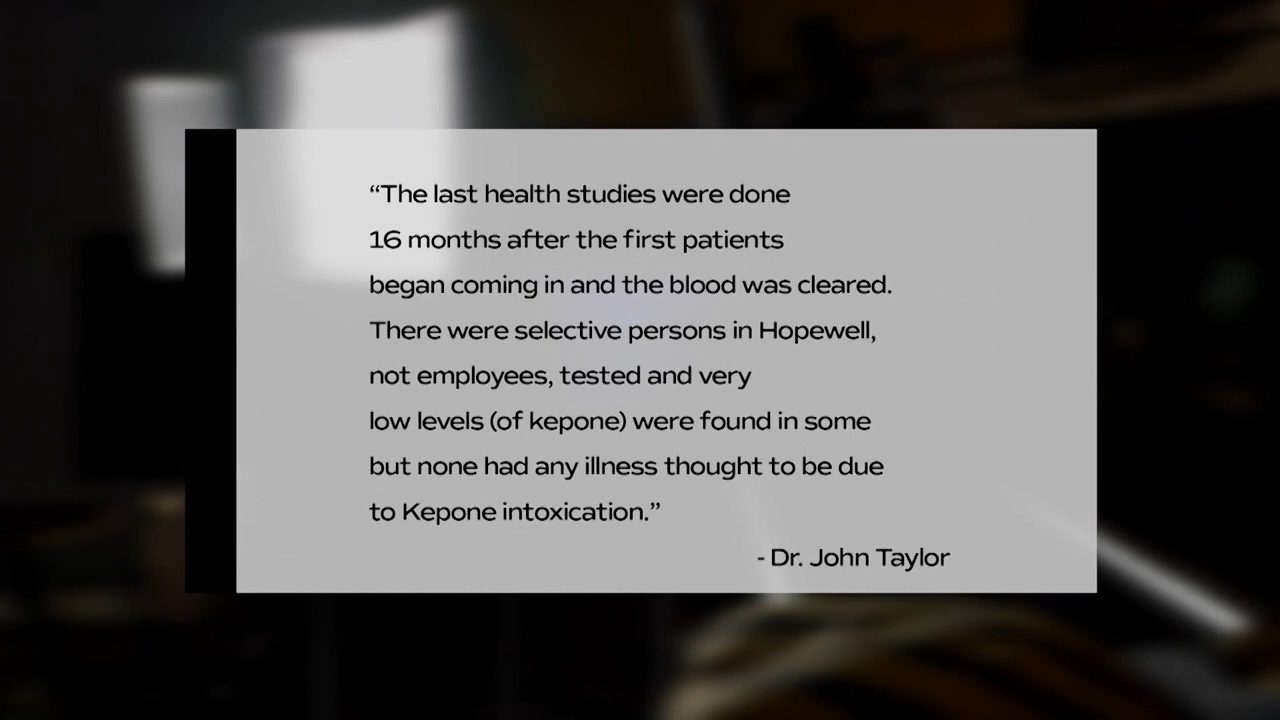 “The last health studies were done
16 months after the first patients
began coming in and the blood was cleared.
There were selective persons in Hopewell,
not employees, tested and very
low levels (of kepone) were found in some
but none had any illness thought to be due
to Kepone intoxication.”
- Dr. John Taylor